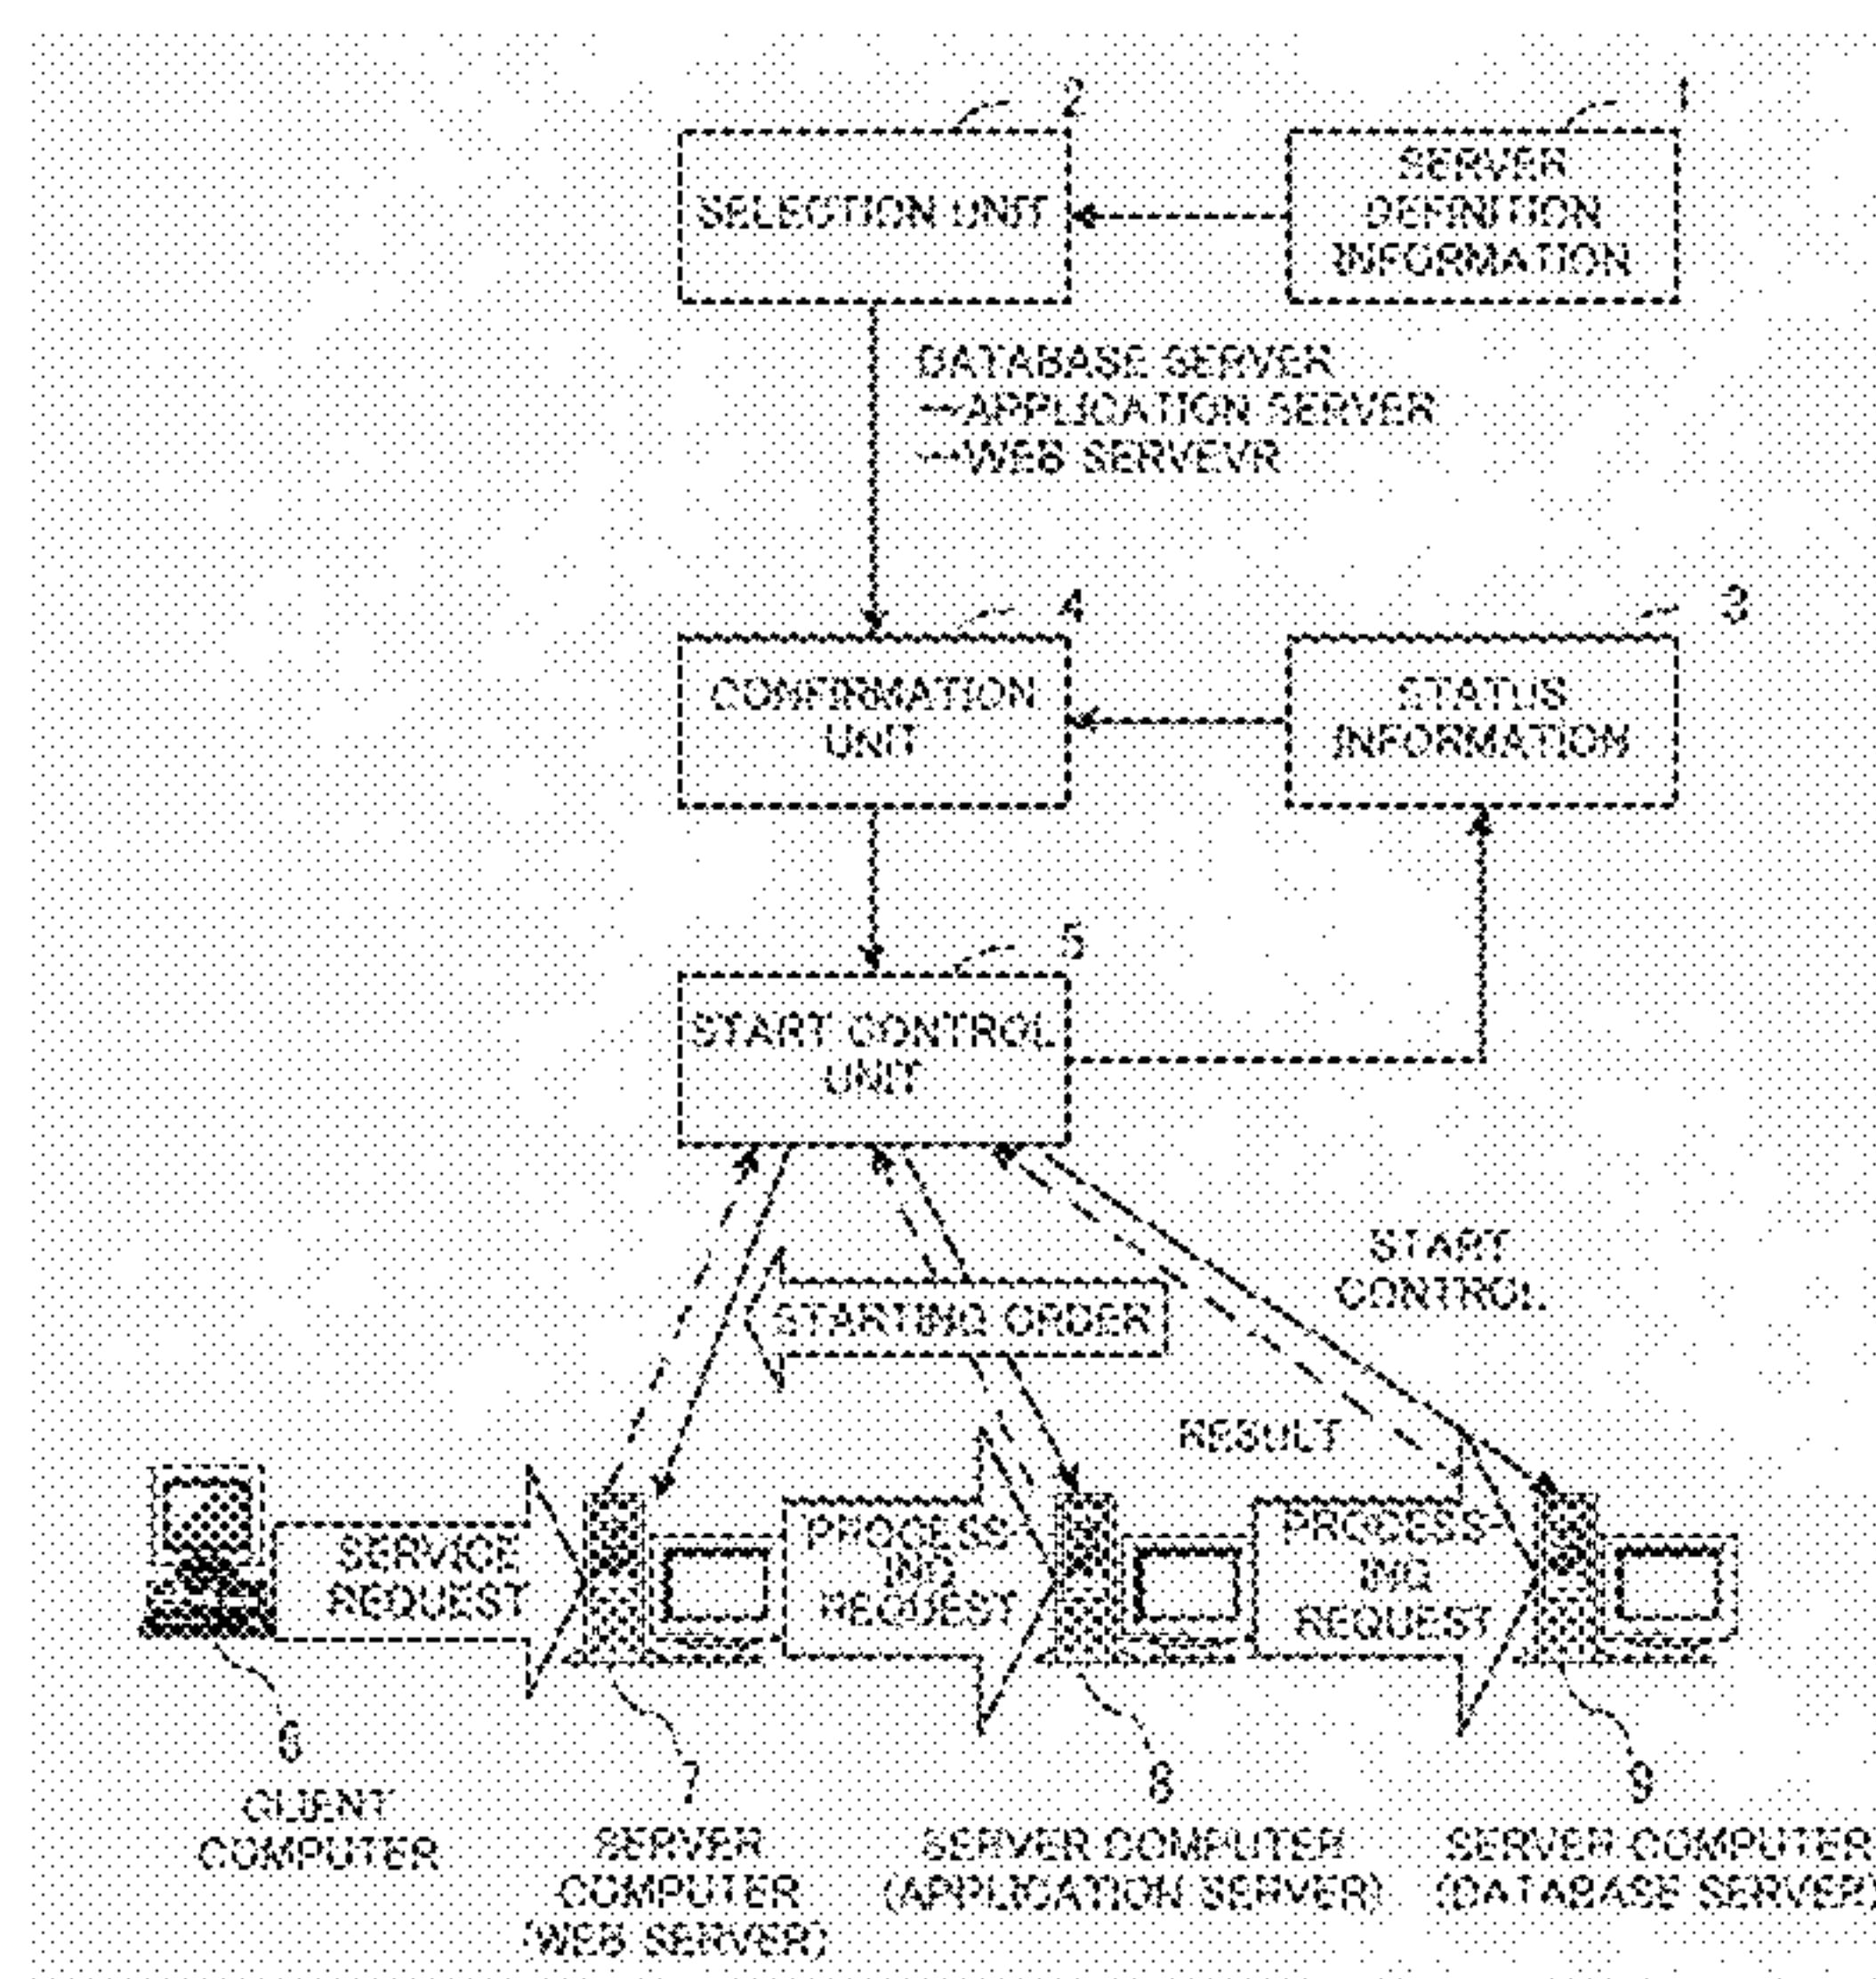 2
1
SELECTION UNIT
SERVER
DEFINITION
INFORMATION
DATABASE SERVER
→APPLICATION SERVER
→WEB SERVEVR
4
3
CONFIRMATION
UNIT
STATUS
INFORMATION
5
START CONTROL
UNIT
START
CONTROL
STARTING ORDER
RESULT
SERVICE
REQUEST
PROCESS-
ING
REQUEST
PROCESS-
ING
REQUEST
6
7
8
9
CLIENT
COMPUTER
SERVER
COMPUTER
(WEB SERVER)
SERVER COMPUTER
(APPLICATION SERVER)
SERVER COMPUTER
(DATABASE SERVER)